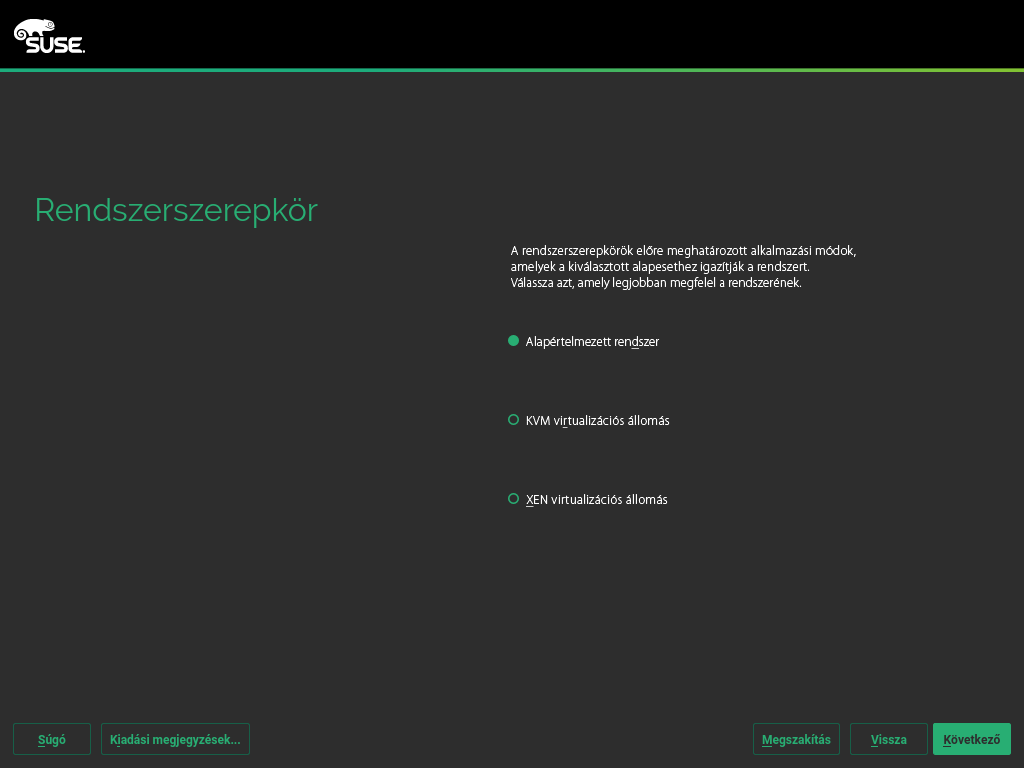 SUSE.
Rendszerszerepkör
A rendszerszerepkörök előre meghatározott alkalmazási módok,
amelyek a kiválasztott alapesethez igazítják a rendszert.
Válassza azt, amely legjobban megfelel a rendszerének.
Alapértelmezett rendszer
KVM virtualizációs állomás
XEN virtualizációs állomás
Súgó
Kiadási megjegyzések...
Megszakítás
Vissza
Következő